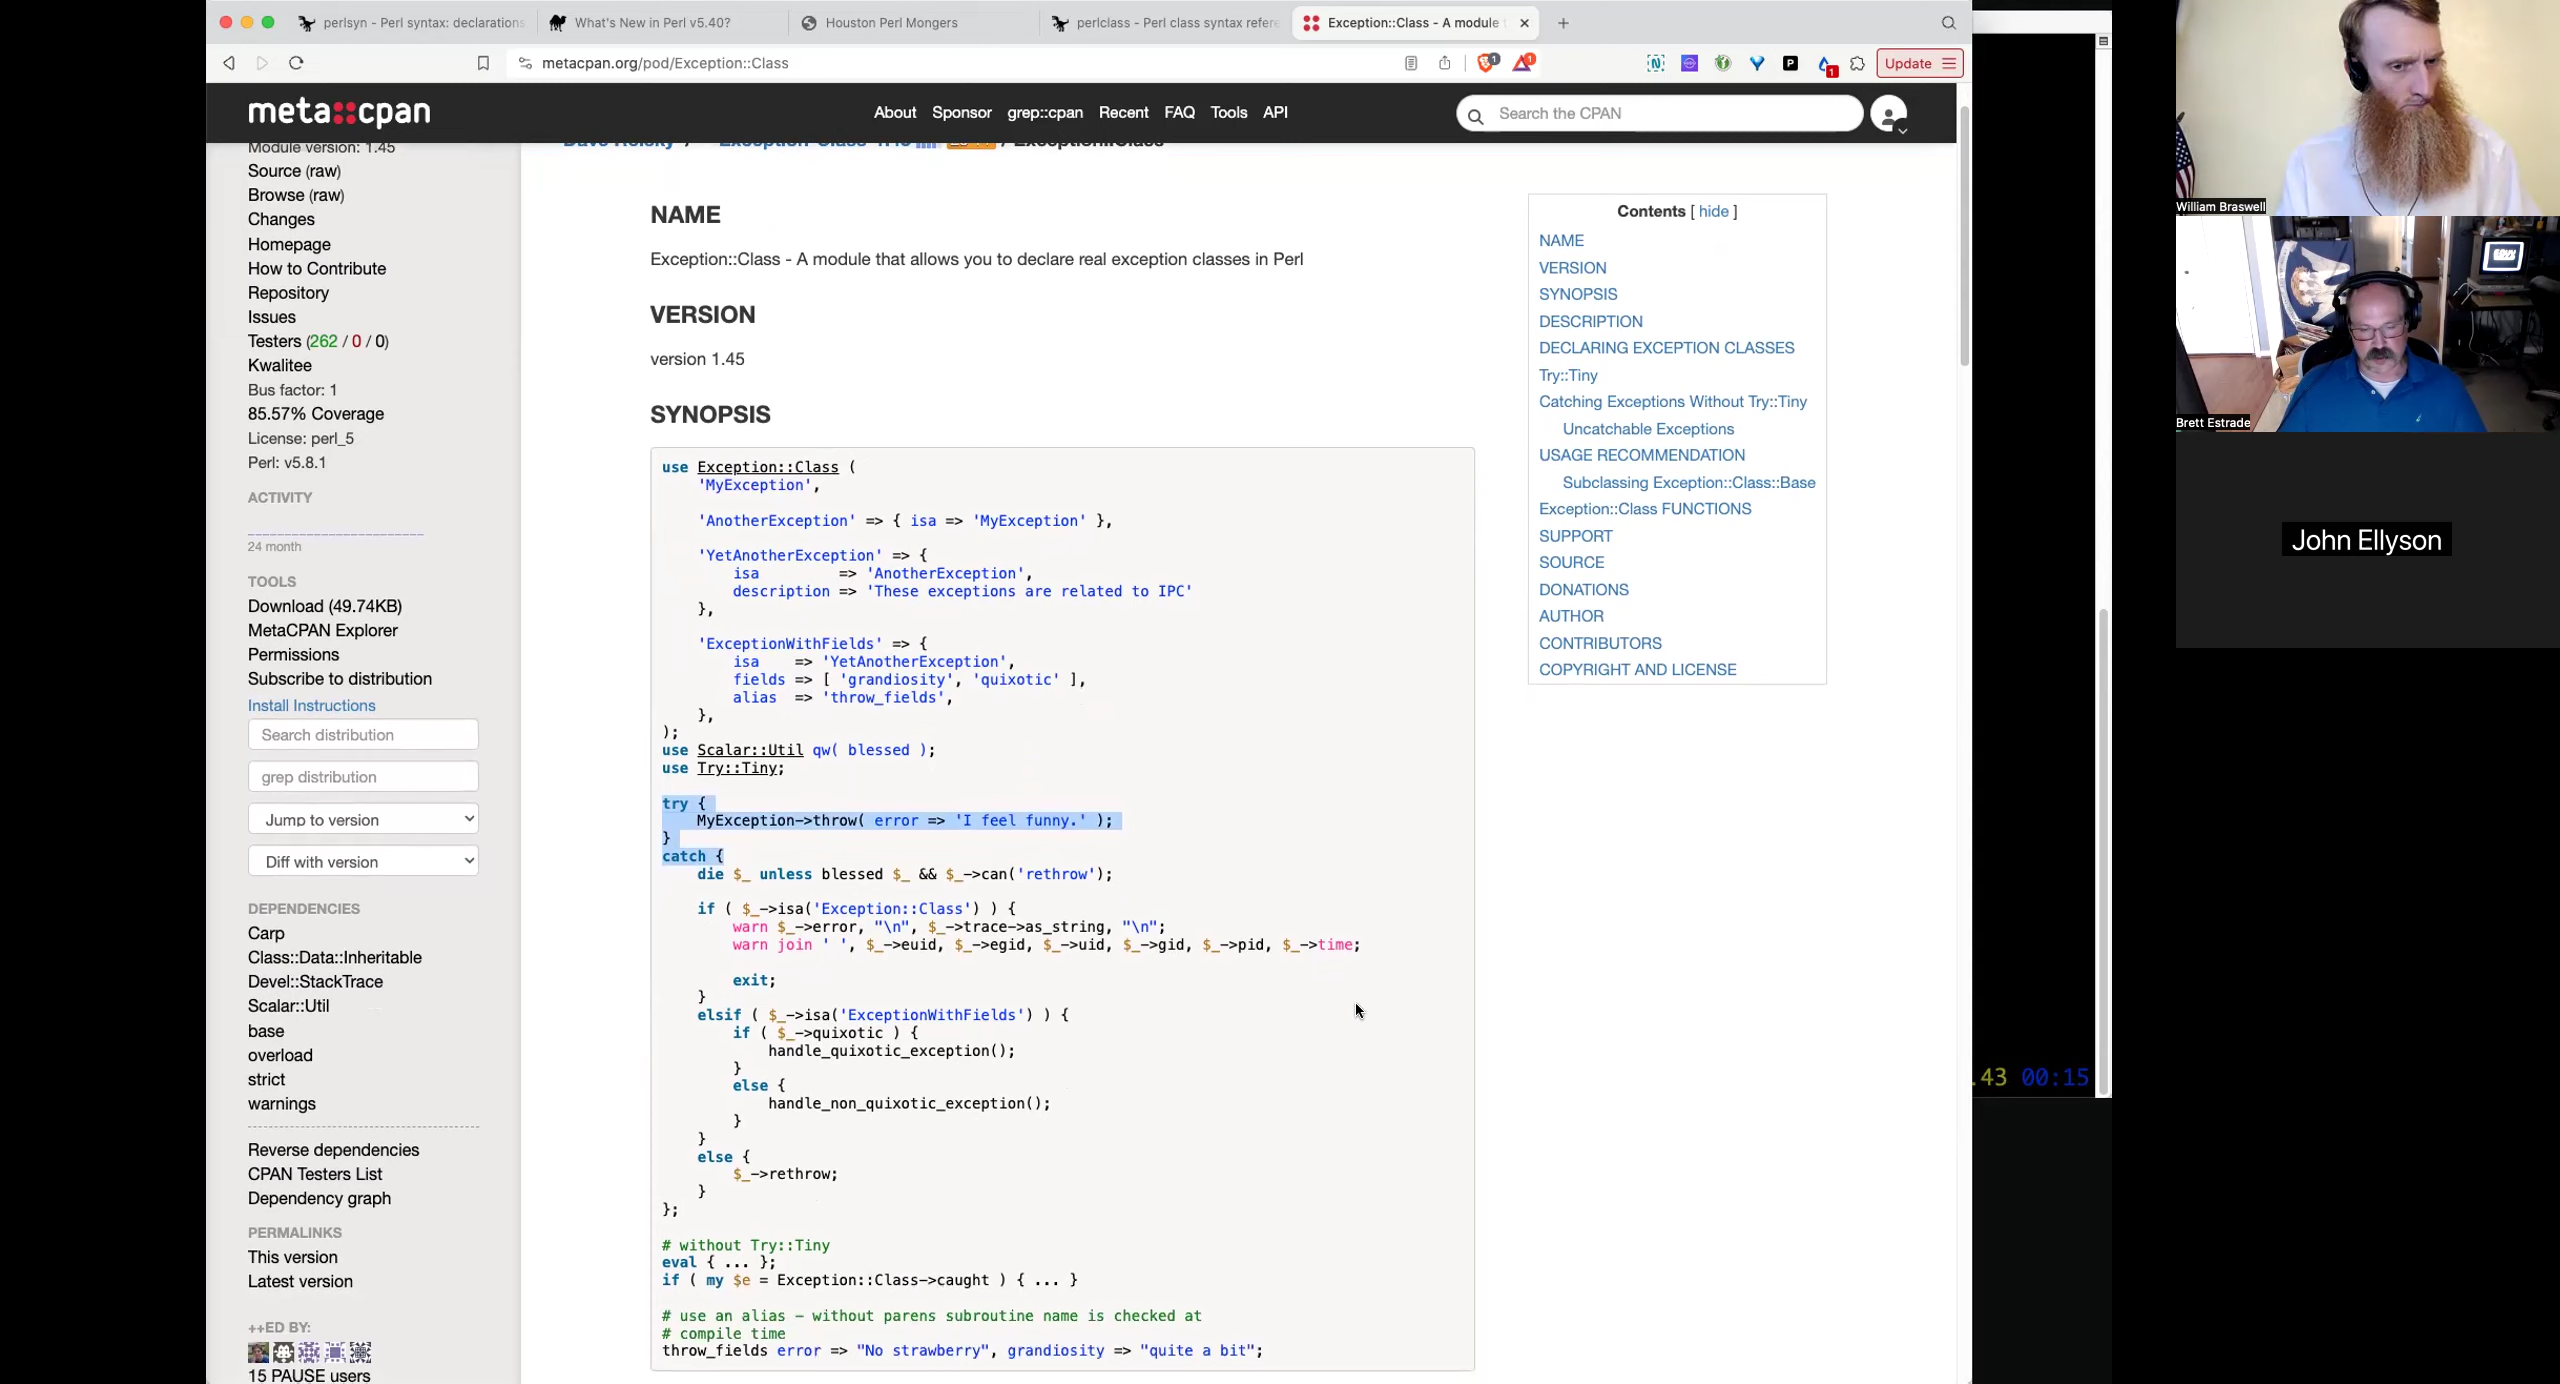 perlsyn - Perl syntax: declarations
What's New in Perl v5.40?
Houston Perl Mongers
perlclass - Perl class syntax refere
Exception::Class - A module
metacpan.org/pod/Exception::Class
1
1
1
Update
meta::cpan
About
Sponsor
grep::cpan
Recent
FAQ
Tools
API
Search the CPAN
Module version: 1.45
Source (raw)
Browse (raw)
Changes
Homepage
How to Contribute
Repository
Issues
Testers (262 / 0 / 0)
Kwalitee
Bus factor: 1
85.57% Coverage
License: perl_5
Perl: v5.8.1
ACTIVITY
24 month
TOOLS
Download (49.74KB)
MetaCPAN Explorer
Permissions
Subscribe to distribution
Install Instructions
Search distribution
grep distribution
Jump to version
Diff with version
DEPENDENCIES
Carp
Class::Data::Inheritable
Devel::StackTrace
Scalar::Util
base
overload
strict
warnings
Reverse dependencies
CPAN Testers List
Dependency graph
PERMALINKS
This version
Latest version
++ED BY:
15 PAUSE users
NAME
Exception::Class - A module that allows you to declare real exception classes in Perl
VERSION
version 1.45
SYNOPSIS
use Exception::Class (
'MyException',
'AnotherException' => { isa => 'MyException' },
'YetAnotherException' => {
isa => 'AnotherException',
description => 'These exceptions are related to IPC'
},
'ExceptionWithFields' => {
isa => 'YetAnotherException',
fields => [ 'grandiosity', 'quixotic' ],
alias => 'throw_fields',
},
);
use Scalar::Util qw( blessed );
use Try::Tiny;
try {
MyException->throw( error => 'I feel funny.' );
}
catch {
die $_ unless blessed $_ && $_->can('rethrow');
if ( $_->isa('Exception::Class') ) {
warn $_->error, "\n", $_->trace->as_string, "\n";
warn join ' ', $_->euid, $_->egid, $_->uid, $_->gid, $_->pid, $_->time;
exit;
}
elsif ( $_->isa('ExceptionWithFields') ) {
if ( $_->quixotic ) {
handle_quixotic_exception();
}
else {
handle_non_quixotic_exception();
}
}
else {
$_->rethrow;
}
};
# without Try::Tiny
eval { ... };
if ( my $e = Exception::Class->caught ) { ... }
# use an alias – without parens subroutine name is checked at
# compile time
throw_fields error => "No strawberry", grandiosity => "quite a bit";
Contents [ hide ]
NAME
VERSION
SYNOPSIS
DESCRIPTION
DECLARING EXCEPTION CLASSES
Try::Tiny
Catching Exceptions Without Try::Tiny
Uncatchable Exceptions
USAGE RECOMMENDATION
Subclassing Exception::Class::Base
Exception::Class FUNCTIONS
SUPPORT
SOURCE
DONATIONS
AUTHOR
CONTRIBUTORS
COPYRIGHT AND LICENSE
.43 00:15
William Braswell
Brett Estrade
John Ellyson